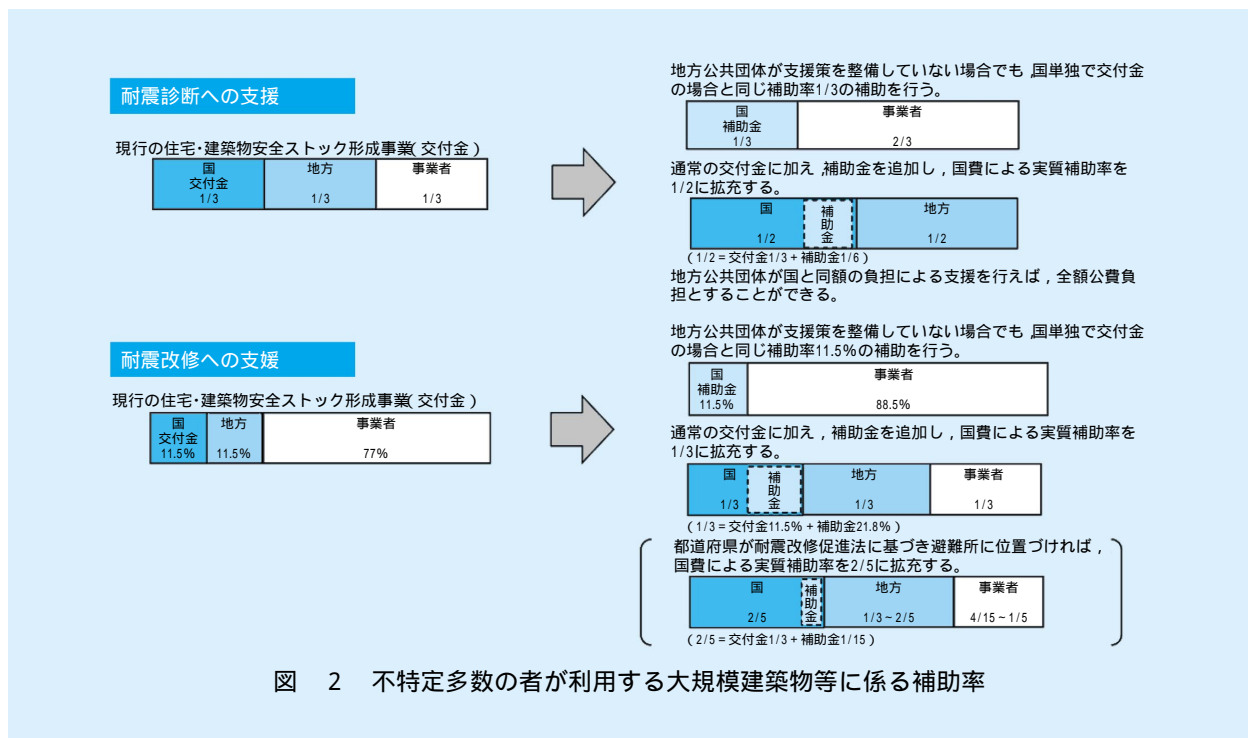 耐震診断への支援
現行の住宅・建築物安全ストック形成事業(交付金)
国 地方 事業者
交付金
1/3 1/3 1/3
地方公共団体が支援策を整備していない場合でも,国単独で交付金
の場合と同じ補助率1/3の補助を行う。
国 事業者
補助金
1/3 2/3
通常の交付金に加え,補助金を追加し,国費による実質補助率を
1/2に拡充する。
国 補助金 地方
1/2 1/2
(1/2=交付金1/3+補助金1/6)
地方公共団体が国と同額の負担による支援を行えば,全額公費負
担とすることができる。
耐震改修への支援
現行の住宅・建築物安全ストック形成事業(交付金)
国 地方 事業者
交付金
11.5% 11.5% 77%
地方公共団体が支援策を整備していない場合でも,国単独で交付金
の場合と同じ補助率11.5%の補助を行う。
国 事業者
補助金
11.5% 88.5%
通常の交付金に加え,補助金を追加し,国費による実質補助率を
1/3に拡充する。
国 補助金 地方 事業者
1/3 1/3 1/3
(1/3=交付金11.5%+補助金21.8%)
都道府県が耐震改修促進法に基づき避難所に位置づければ,
国費による実質補助率を2/5に拡充する。
国 補助金 地方 事業者
2/5 1/3~2/5 4/15~1/5
(2/5=交付金1/3+補助金1/15)
図 2 不特定多数の者が利用する大規模建築物等に係る補助率